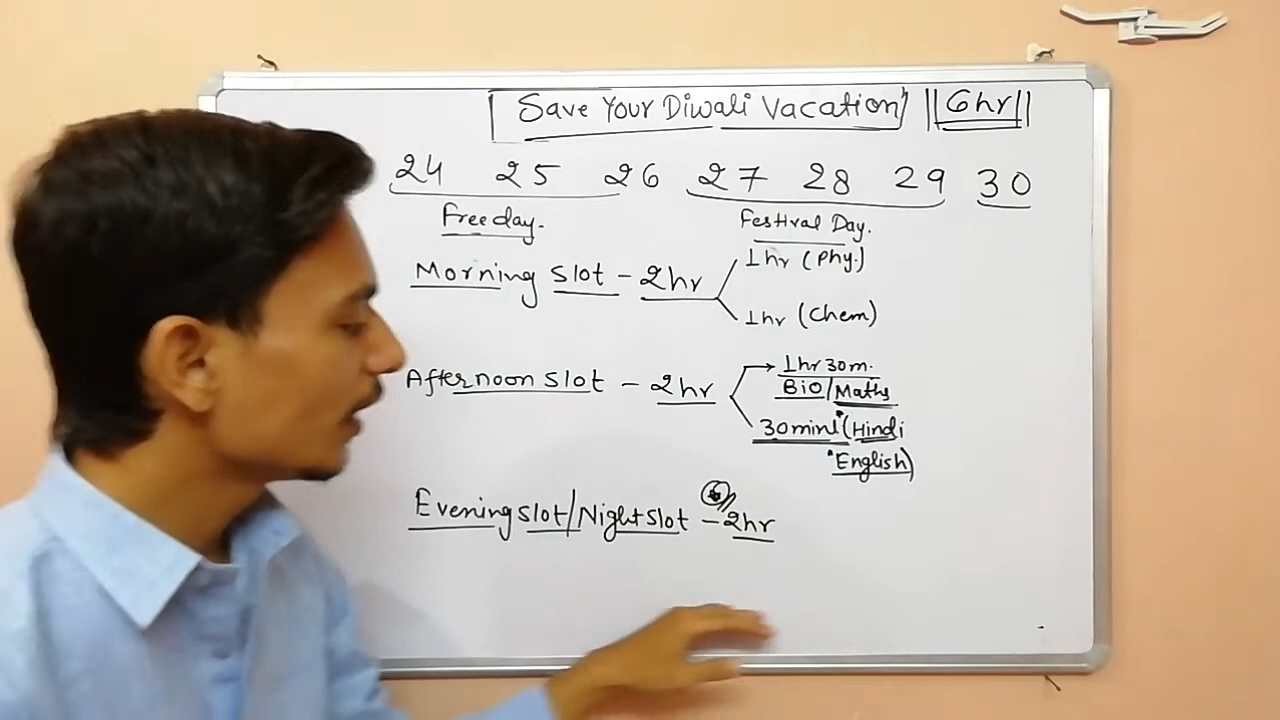 Save Your Diwali Vacation 6hr
24 25 26 27 28 29 30
Free day. Festival Day.
Morning Slot - 2hr
1hr (Phy.)
1hr (Chem)
Afternoon Slot - 2hr
1hr 30m.
Bio/Maths
30mint (Hindi
English)
Evening slot/Night Slot - 2hr